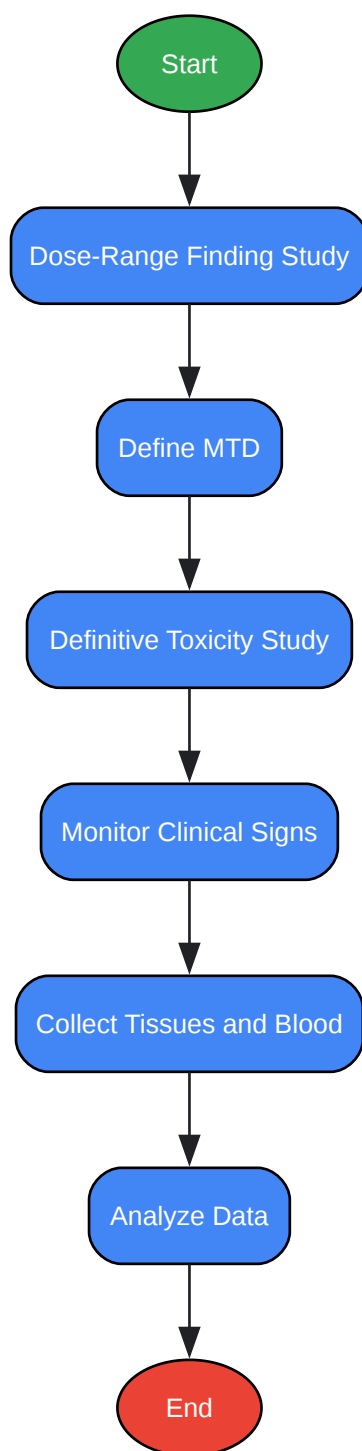 Start
Dose-Range Finding Study
Define MTD
Definitive Toxicity Study
Monitor Clinical Signs
Collect Tissues and Blood
Analyze Data
End